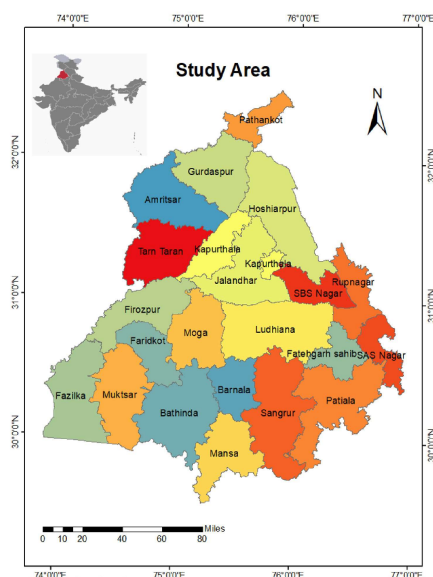 74°0'0"E 75°0'0"E 76°0'0"E 77°0'0"E
Study Area
N
Pathankot
32°0'0"N 32°0'0"N
Gurdaspur
Amritsar
Hoshiarpur
Tarn Taran
Kapurthala
Kapurthala
Jalandhar
Rupnagar
SBS Nagar
31°0'0"N 31°0'0"N
Firozpur
Moga
Ludhiana
Faridkot
Fatehgarh sahib
SAS Nagar
Fazilka
Muktsar
Barnala
Bathinda
Sangrur
Patiala
30°0'0"N 30°0'0"N
Mansa
0 5 10 20 40 60 80 Miles
74°0'0"E 75°0'0"E 76°0'0"E 77°0'0"E